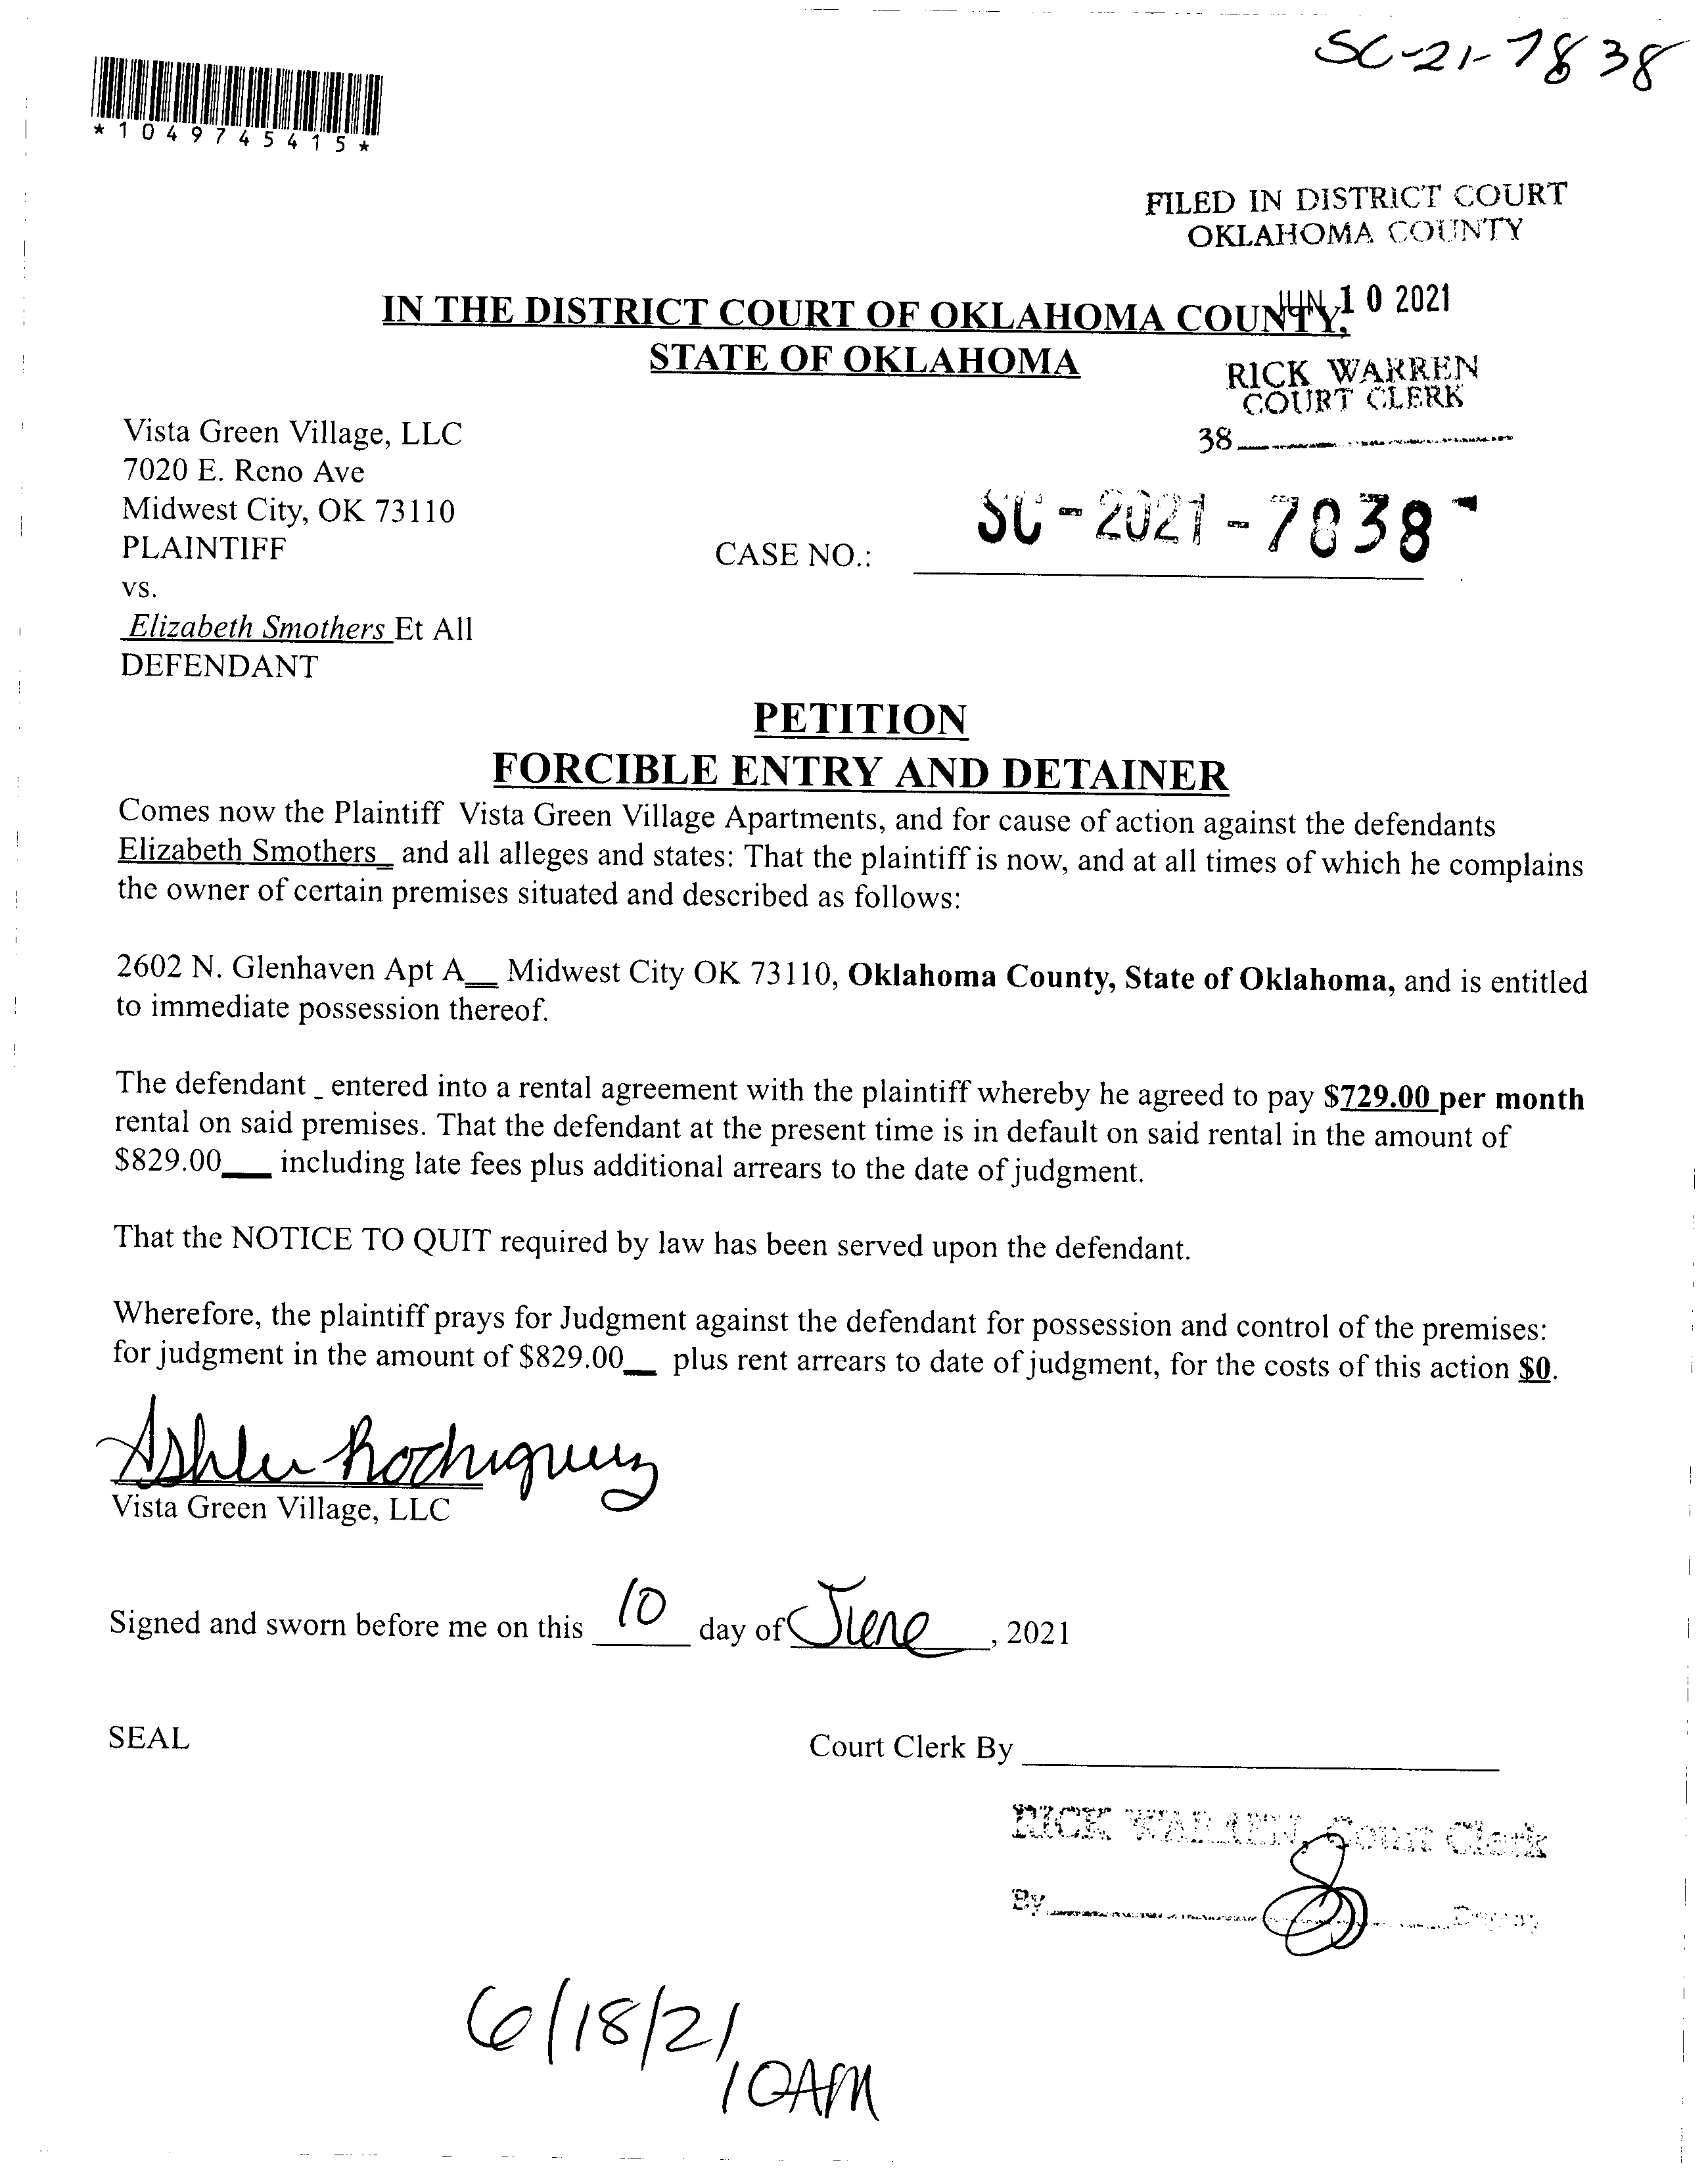 SC-21-7838
*1049745415*
FILED IN DISTRICT COURT
OKLAHOMA COUNTY
JUN 10 2021
IN THE DISTRICT COURT OF OKLAHOMA COUNTY,
STATE OF OKLAHOMA
RICK WARREN
COURT CLERK
38
Vista Green Village, LLC
7020 E. Reno Ave
Midwest City, OK 73110
PLAINTIFF
CASE NO.: SC-2021-7838
vs.
Elizabeth Smothers Et All
DEFENDANT
PETITION
FORCIBLE ENTRY AND DETAINER
Comes now the Plaintiff Vista Green Village Apartments, and for cause of action against the defendants
Elizabeth Smothers_ and all alleges and states: That the plaintiff is now, and at all times of which he complains
the owner of certain premises situated and described as follows:
2602 N. Glenhaven Apt A__ Midwest City OK 73110, Oklahoma County, State of Oklahoma, and is entitled
to immediate possession thereof.
The defendant _ entered into a rental agreement with the plaintiff whereby he agreed to pay $729.00 per month
rental on said premises. That the defendant at the present time is in default on said rental in the amount of
$829.00___ including late fees plus additional arrears to the date of judgment.
That the NOTICE TO QUIT required by law has been served upon the defendant.
Wherefore, the plaintiff prays for Judgment against the defendant for possession and control of the premises:
for judgment in the amount of $829.00__ plus rent arrears to date of judgment, for the costs of this action $0.
Ashlee Rodriguez
Vista Green Village, LLC
Signed and sworn before me on this 10 day of June, 2021
SEAL
Court Clerk By
RICK WARREN, Court Clerk
By Deputy
6/18/21
10AM